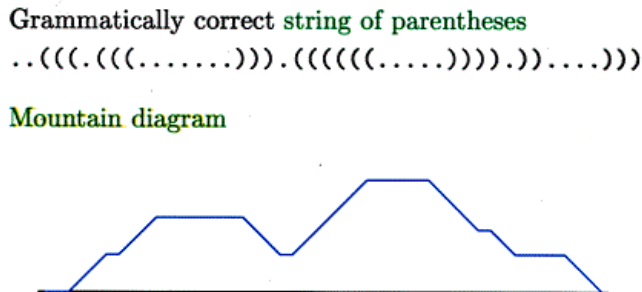 Grammatically correct string of parentheses
..(((.(((.......))).((((((.....)))).))....)))
Mountain diagram